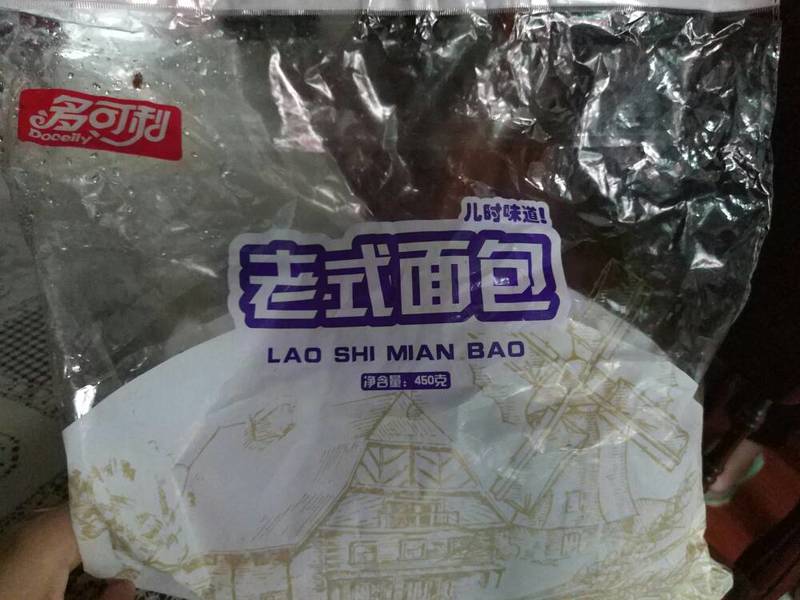 多可利
Doceily
儿时味道!
老式面包
LAO SHI MIAN BAO
净含量：450克